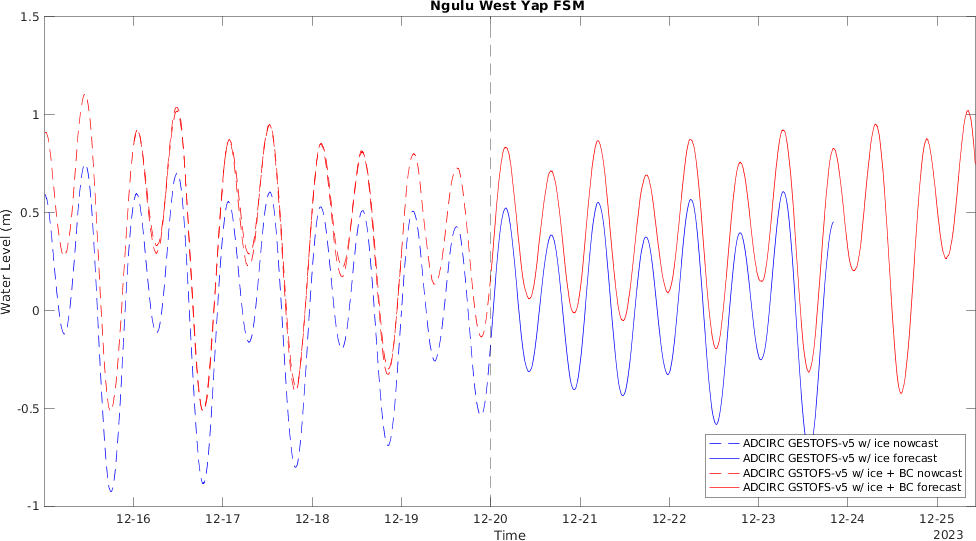 Ngulu West Yap FSM
1.5
1
0.5
0
-0.5
-1
Water Level (m)
ADCIRC GESTOFS-v5 w/ ice nowcast
ADCIRC GESTOFS-v5 w/ ice forecast
ADCIRC GSTOFS-v5 w/ ice + BC nowcast
ADCIRC GSTOFS-v5 w/ ice + BC forecast
12-16 12-17 12-18 12-19 12-20 12-21 12-22 12-23 12-24 12-25
Time
2023